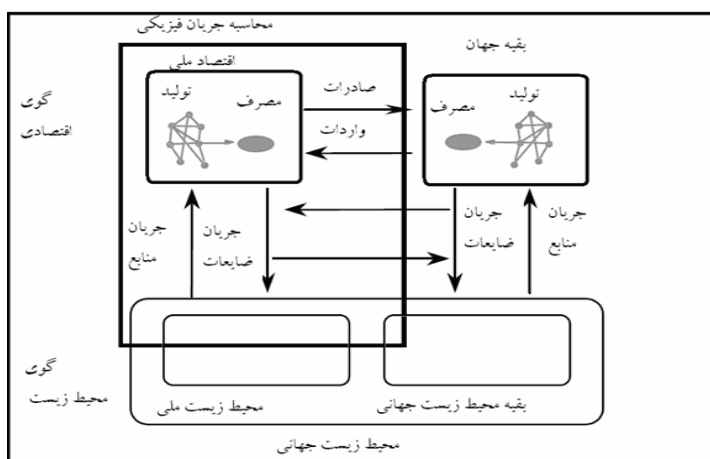 محاسبه جریان فیزیکی
بقیه جهان
اقتصاد ملی
تولید
مصرف
صادرات
واردات
تولید
مصرف
گوی
اقتصادی
جریان
منابع
جریان
ضایعات
جریان
ضایعات
جریان
منابع
گوی
محیط زیست
محیط زیست ملی
بقیه محیط زیست جهانی
محیط زیست جهانی